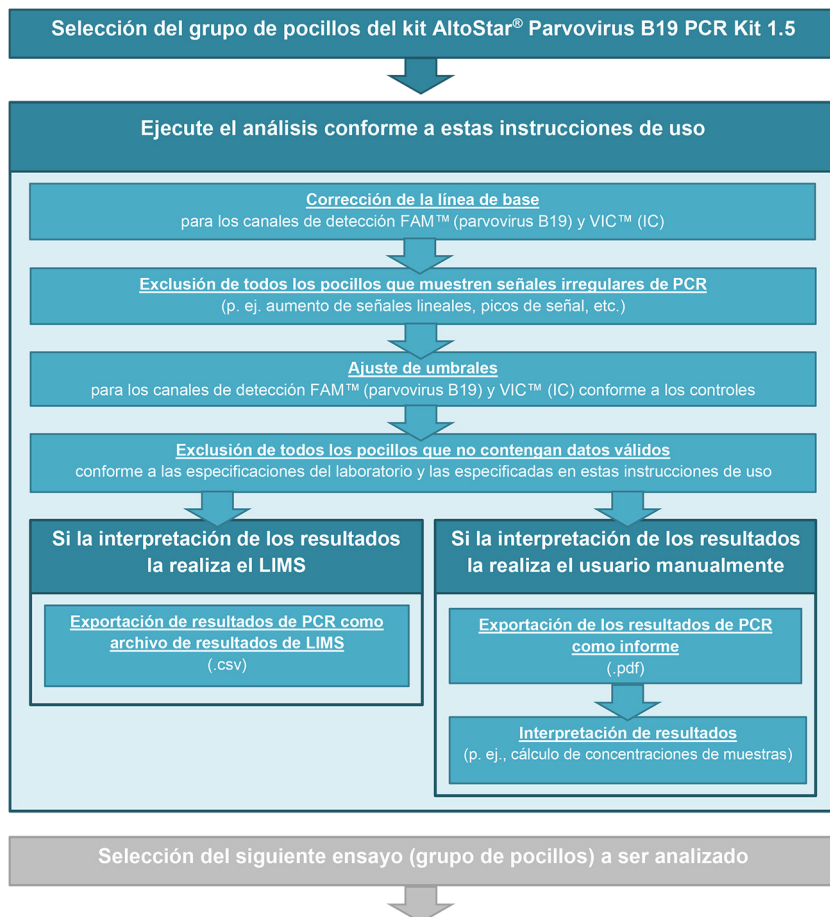 Selección del grupo de pocillos del kit AltoStar® Parvovirus B19 PCR Kit 1.5
Ejecute el análisis conforme a estas instrucciones de uso
Corrección de la línea de base
para los canales de detección FAM™ (parvovirus B19) y VIC™ (IC)
Exclusión de todos los pocillos que muestren señales irregulares de PCR
(p. ej. aumento de señales lineales, picos de señal, etc.)
Ajuste de umbrales
para los canales de detección FAM™ (parvovirus B19) y VIC™ (IC) conforme a los controles
Exclusión de todos los pocillos que no contengan datos válidos
conforme a las especificaciones del laboratorio y las especificadas en estas instrucciones de uso
Si la interpretación de los resultados
la realiza el LIMS
Exportación de resultados de PCR como
archivo de resultados de LIMS
(.csv)
Si la interpretación de los resultados
la realiza el usuario manualmente
Exportación de los resultados de PCR
como informe
(.pdf)
Interpretación de resultados
(p. ej., cálculo de concentraciones de muestras)
Selección del siguiente ensayo (grupo de pocillos) a ser analizado